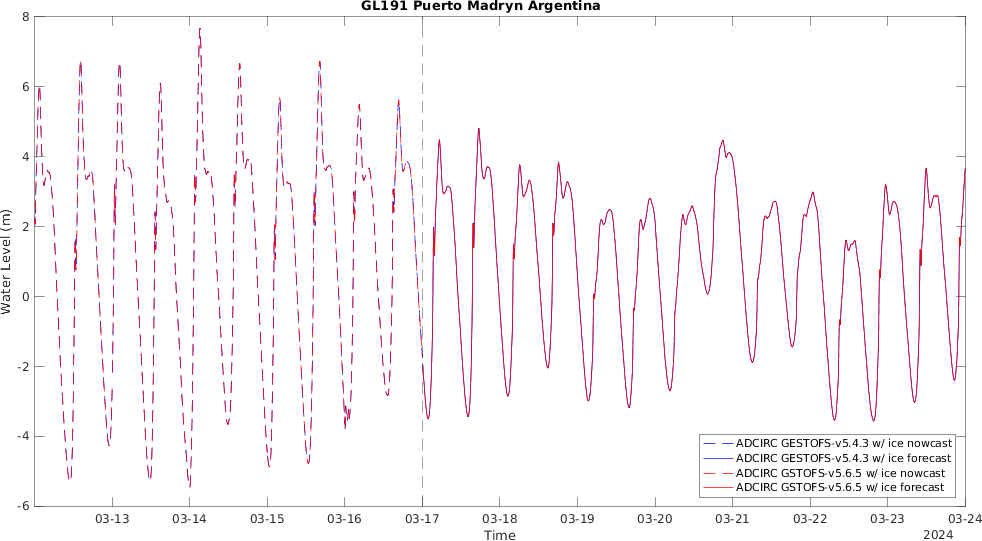 GL191 Puerto Madryn Argentina
8
6
4
2
0
-2
-4
-6
Water Level (m)
ADCIRC GESTOFS-v5.4.3 w/ ice nowcast
ADCIRC GESTOFS-v5.4.3 w/ ice forecast
ADCIRC GSTOFS-v5.6.5 w/ ice nowcast
ADCIRC GSTOFS-v5.6.5 w/ ice forecast
03-13 03-14 03-15 03-16 03-17 03-18 03-19 03-20 03-21 03-22 03-23 03-24
Time
2024